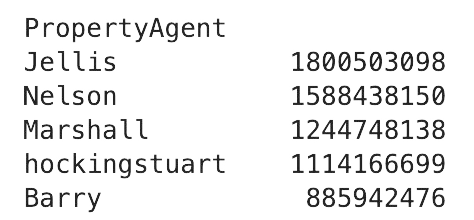 PropertyAgent
Jellis 1800503098
Nelson 1588438150
Marshall 1244748138
hockingstuart 1114166699
Barry 885942476